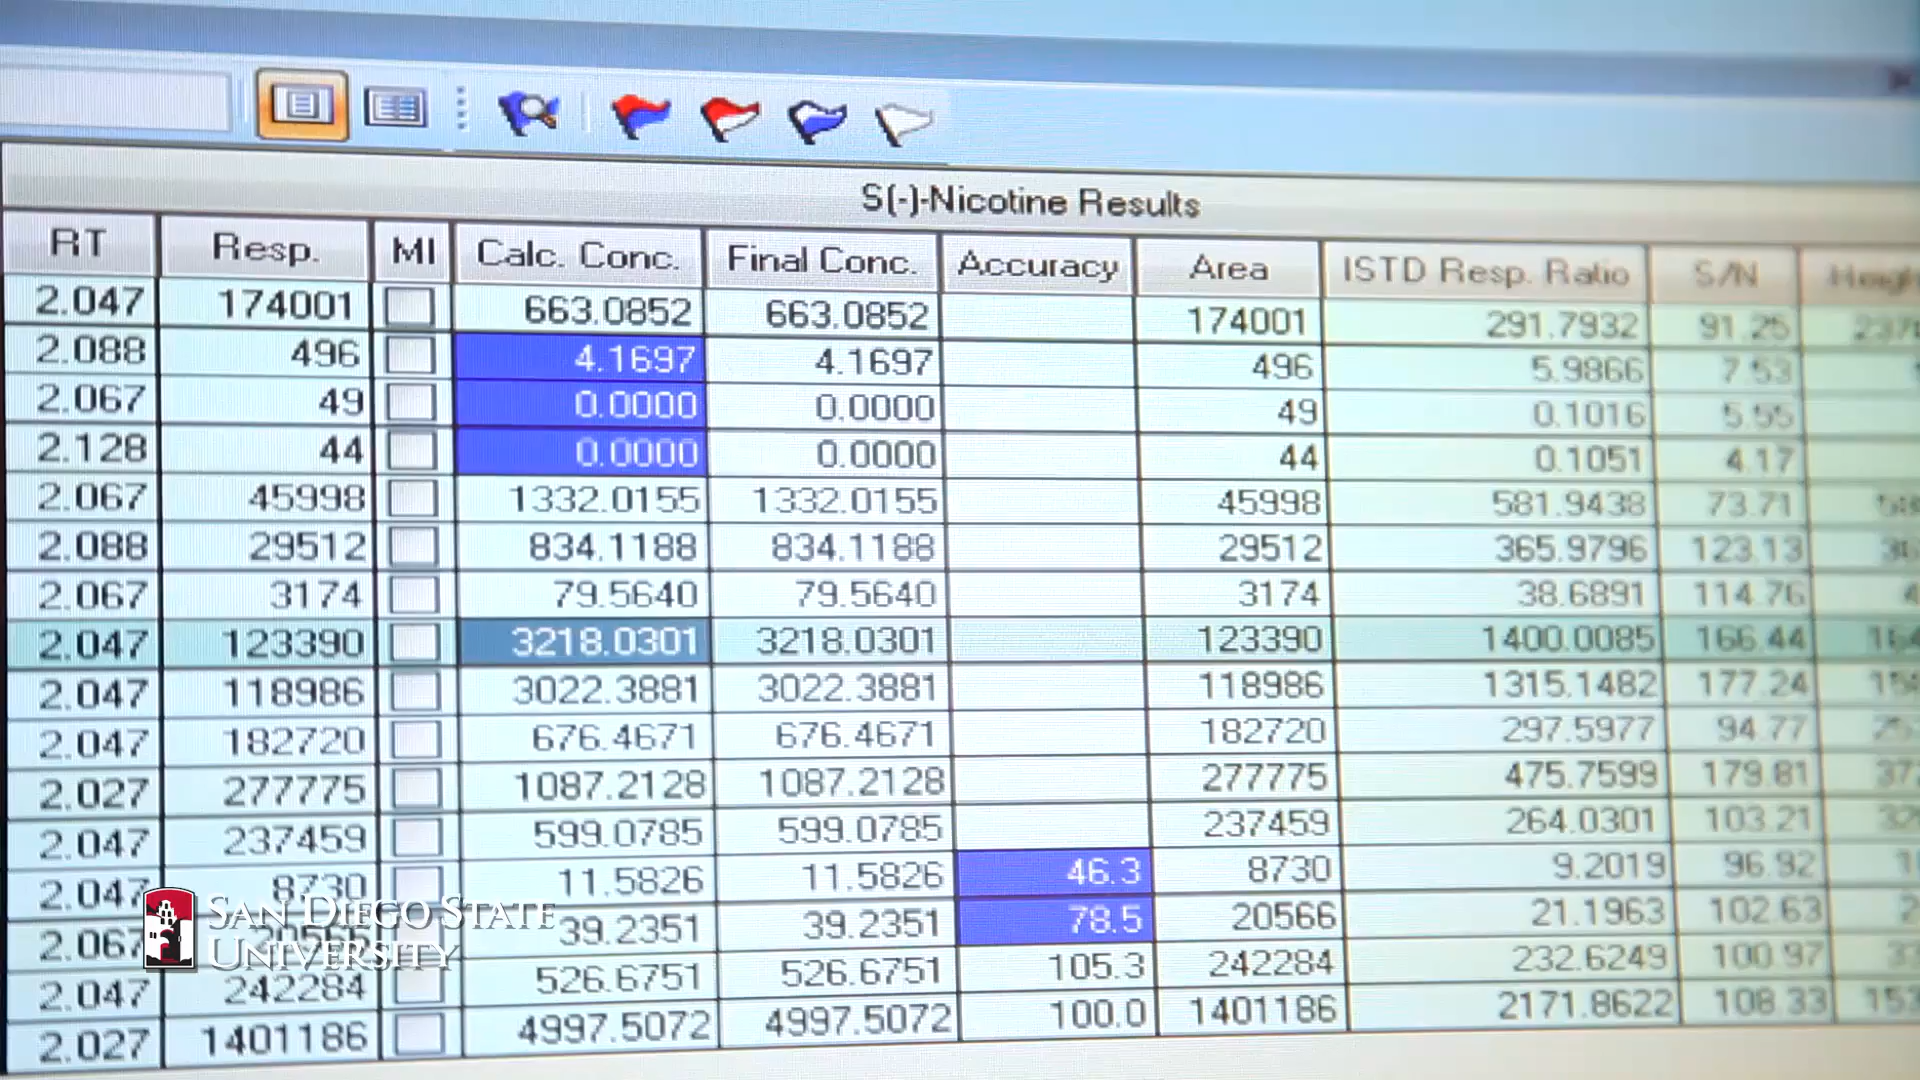 S(-)-Nicotine Results
RT Resp. MI Calc. Conc. Final Conc. Accuracy Area ISTD Resp. Ratio S/N
2.047 174001 663.0852 663.0852 174001 291.7932 91.25
2.088 496 4.1697 4.1697 496 5.9866 7.53
2.067 49 0.0000 0.0000 49 0.1016 5.55
2.128 44 0.0000 0.0000 44 0.1051 4.17
2.067 45998 1332.0155 1332.0155 45998 581.9438 73.71
2.088 29512 834.1188 834.1188 29512 365.9796 123.13
2.067 3174 79.5640 79.5640 3174 38.6891 114.76
2.047 123390 3218.0301 3218.0301 123390 1400.0085 166.44
2.047 118986 3022.3881 3022.3881 118986 1315.1482 177.24
2.047 182720 676.4671 676.4671 182720 297.5977 94.77
2.027 277775 1087.2128 1087.2128 277775 475.7599 179.81
2.047 237459 599.0785 599.0785 237459 264.0301 103.21
2.047 8730 11.5826 11.5826 46.3 8730 9.2019 96.92
2.067 20566 39.2351 39.2351 78.5 20566 21.1963 102.63
2.047 242284 526.6751 526.6751 105.3 242284 232.6249 100.97
2.027 1401186 4997.5072 4997.5072 100.0 1401186 2171.8622 108.33
SAN DIEGO STATE
UNIVERSITY